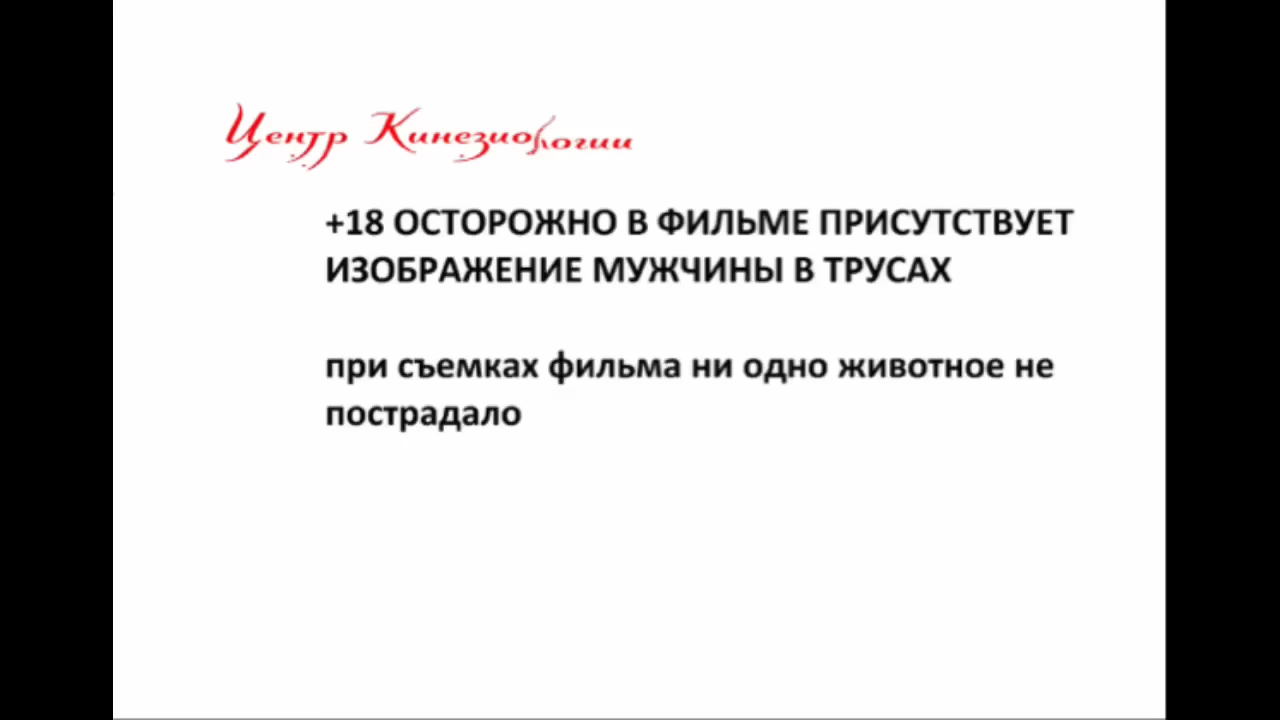 Центр Кинезиологии
+18 ОСТОРОЖНО В ФИЛЬМЕ ПРИСУТСТВУЕТ
ИЗОБРАЖЕНИЕ МУЖЧИНЫ В ТРУСАХ
при съемках фильма ни одно животное не
пострадало